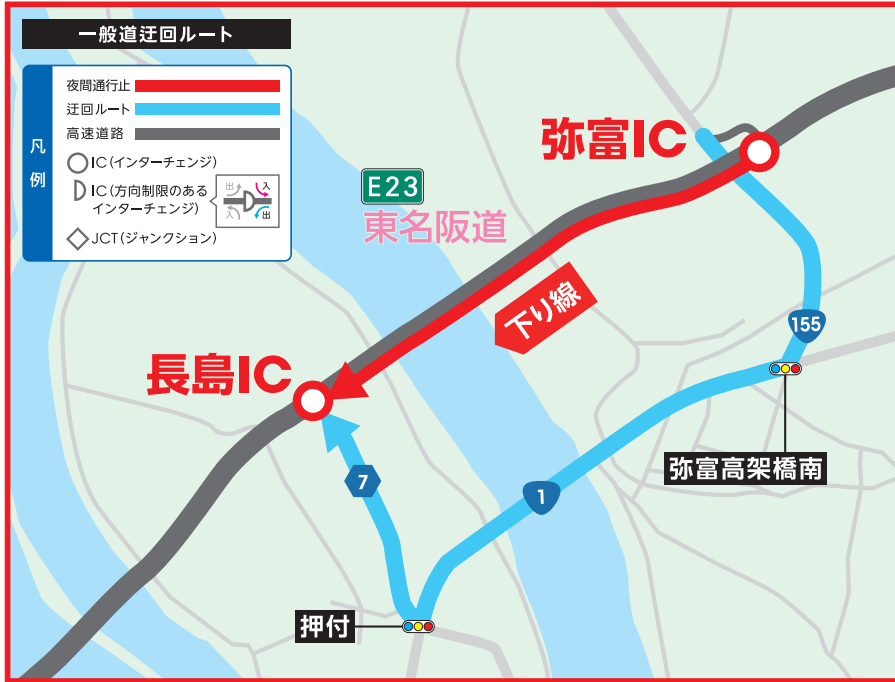 一般道迂回ルート
凡例
夜間通行止
迂回ルート
高速道路
IC(インターチェンジ)
IC(方向制限のある
インターチェンジ)
出 入
入 出
JCT(ジャンクション)
弥富IC
E23
東名阪道
下り線
155
長島IC
弥富高架橋南
7
1
押付